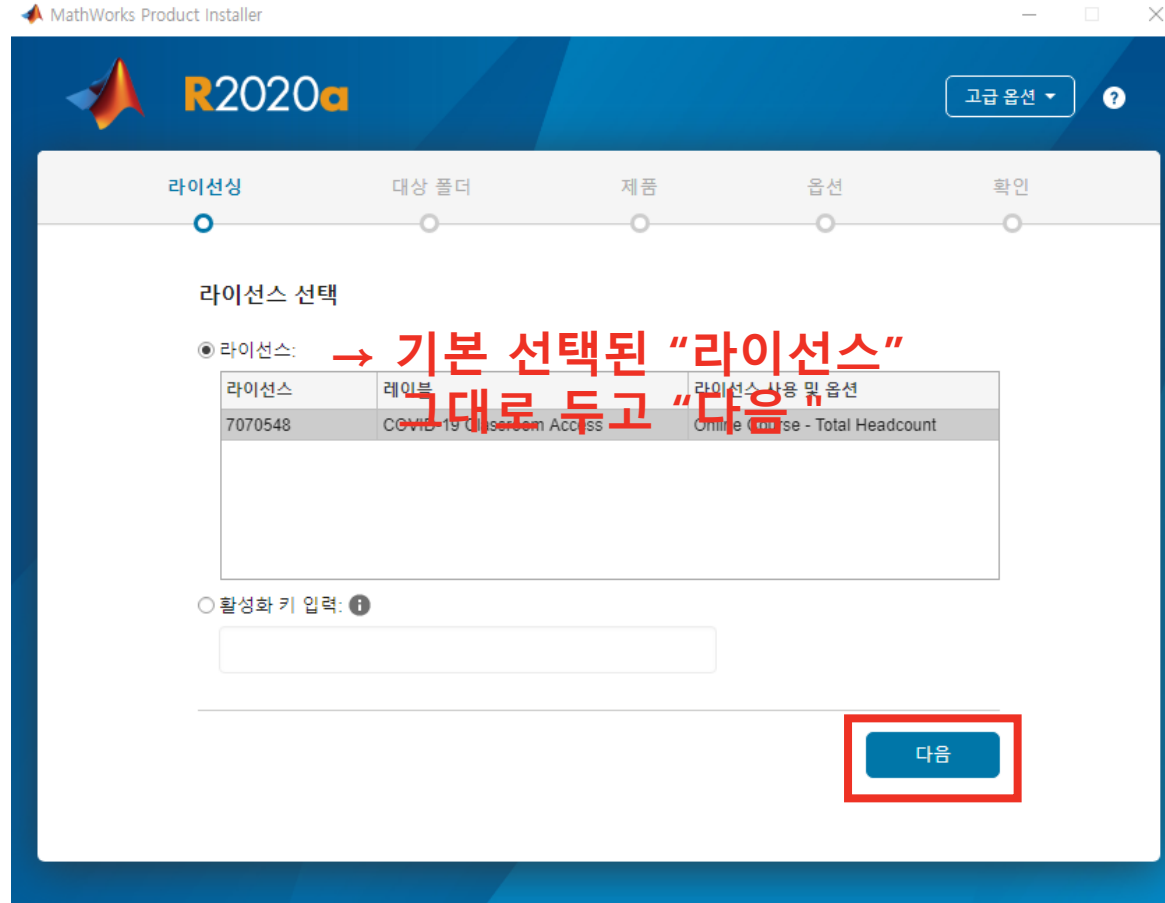 MathWorks Product Installer
R2020a
고급 옵션
?
라이선싱 대상 폴더 제품 옵션 확인
라이선스 선택
라이선스:
→ 기본 선택된 “라이선스”
그대로 두고 “다음 "
라이선스 레이블 라이선스 사용 및 옵션
7070548 COVID-19 Classroom Access Online Course - Total Headcount
활성화 키 입력:
다음